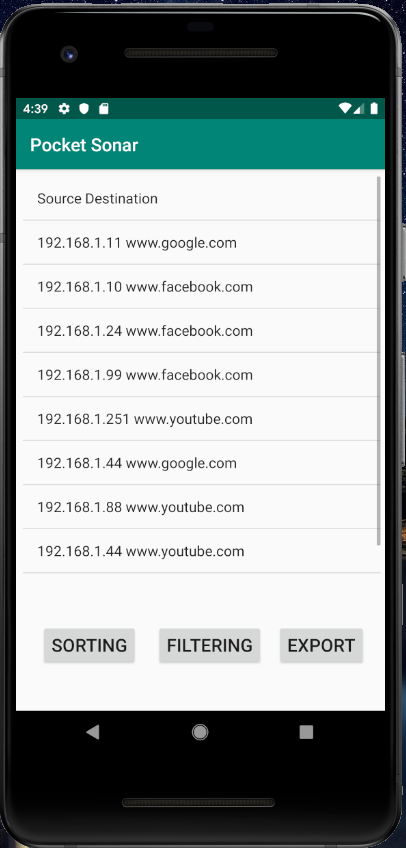 4:39
Pocket Sonar
Source Destination
192.168.1.11 www.google.com
192.168.1.10 www.facebook.com
192.168.1.24 www.facebook.com
192.168.1.99 www.facebook.com
192.168.1.251 www.youtube.com
192.168.1.44 www.google.com
192.168.1.88 www.youtube.com
192.168.1.44 www.youtube.com
SORTING FILTERING EXPORT